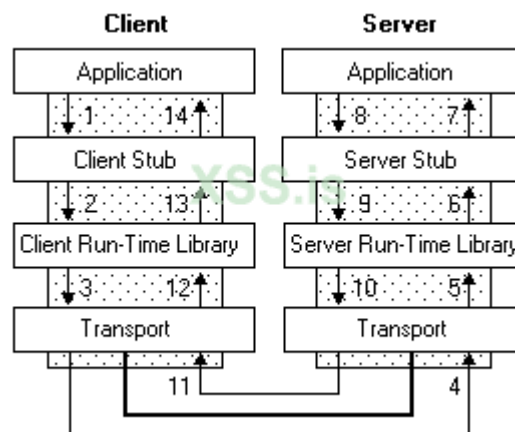 Client Server
Application Application
1 14 8 7
Client Stub Server Stub
XSS.is
2 13 9 6
Client Run-Time Library Server Run-Time Library
3 12 10 5
Transport Transport
11 4